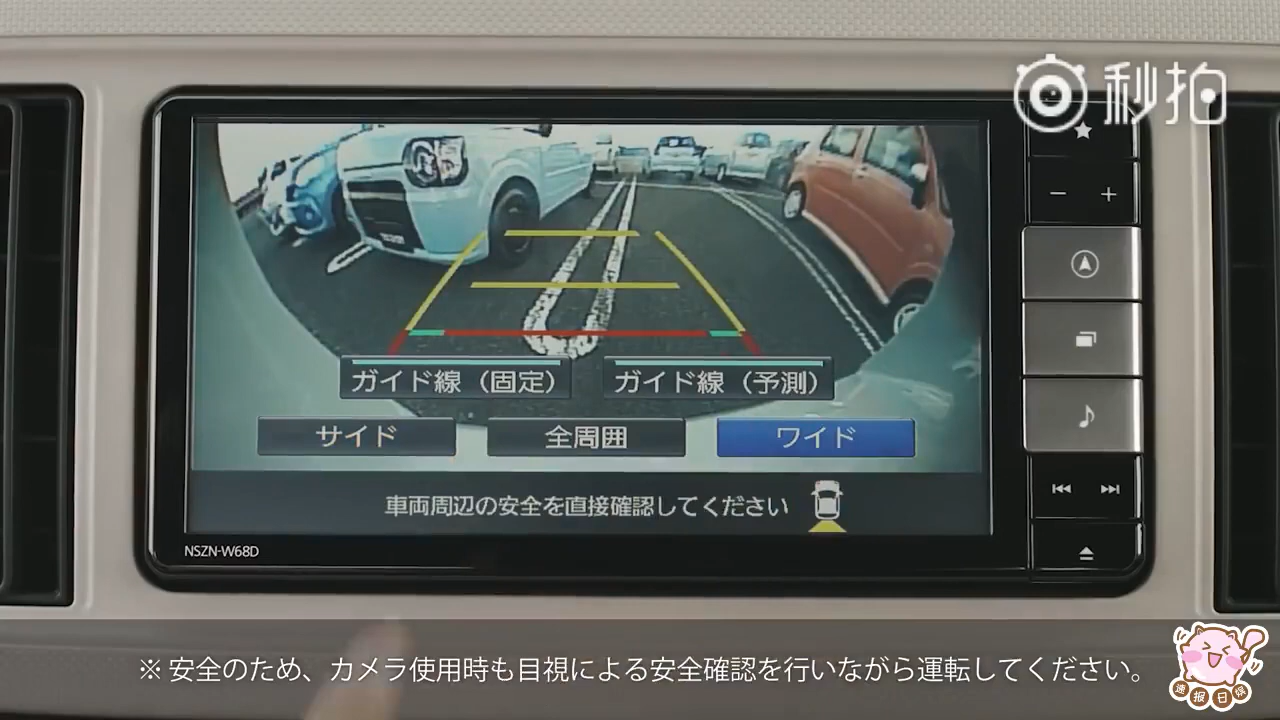 秒拍
ガイド線（固定）
ガイド線（予測）
サイド
全周囲
ワイド
車両周辺の安全を直接確認してください
NSZN-W68D
※ 安全のため、カメラ使用時も目視による安全確認を行いながら運転してください。
速报日娱